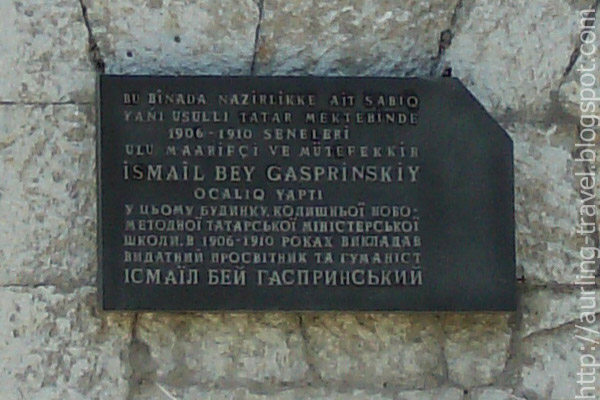 BU BİNADA NAZİRLİKKE AİT SABIQ
YAÑI USULLI TATAR MEKTEBİNDE
1906-1910 SENELERİ
ULU MAARİFÇİ VE MÜTEFEKKİR
İSMAİL BEY GASPRİNSKİY
OCALIQ YAPTI
У ЦЬОМУ БУДИНКУ, КОЛИШНЬОЇ НОВО-
МЕТОДНОЇ ТАТАРСЬКОЇ МІНІСТЕРСЬКОЇ
ШКОЛИ, В 1906-1910 РОКАХ ВИКЛАДАВ
ВИДАТНИЙ ПРОСВІТНИК ТА ГУМАНІСТ
ІСМАЇЛ БЕЙ ГАСПРИНСЬКИЙ
http://aurling-travel.blogspot.com